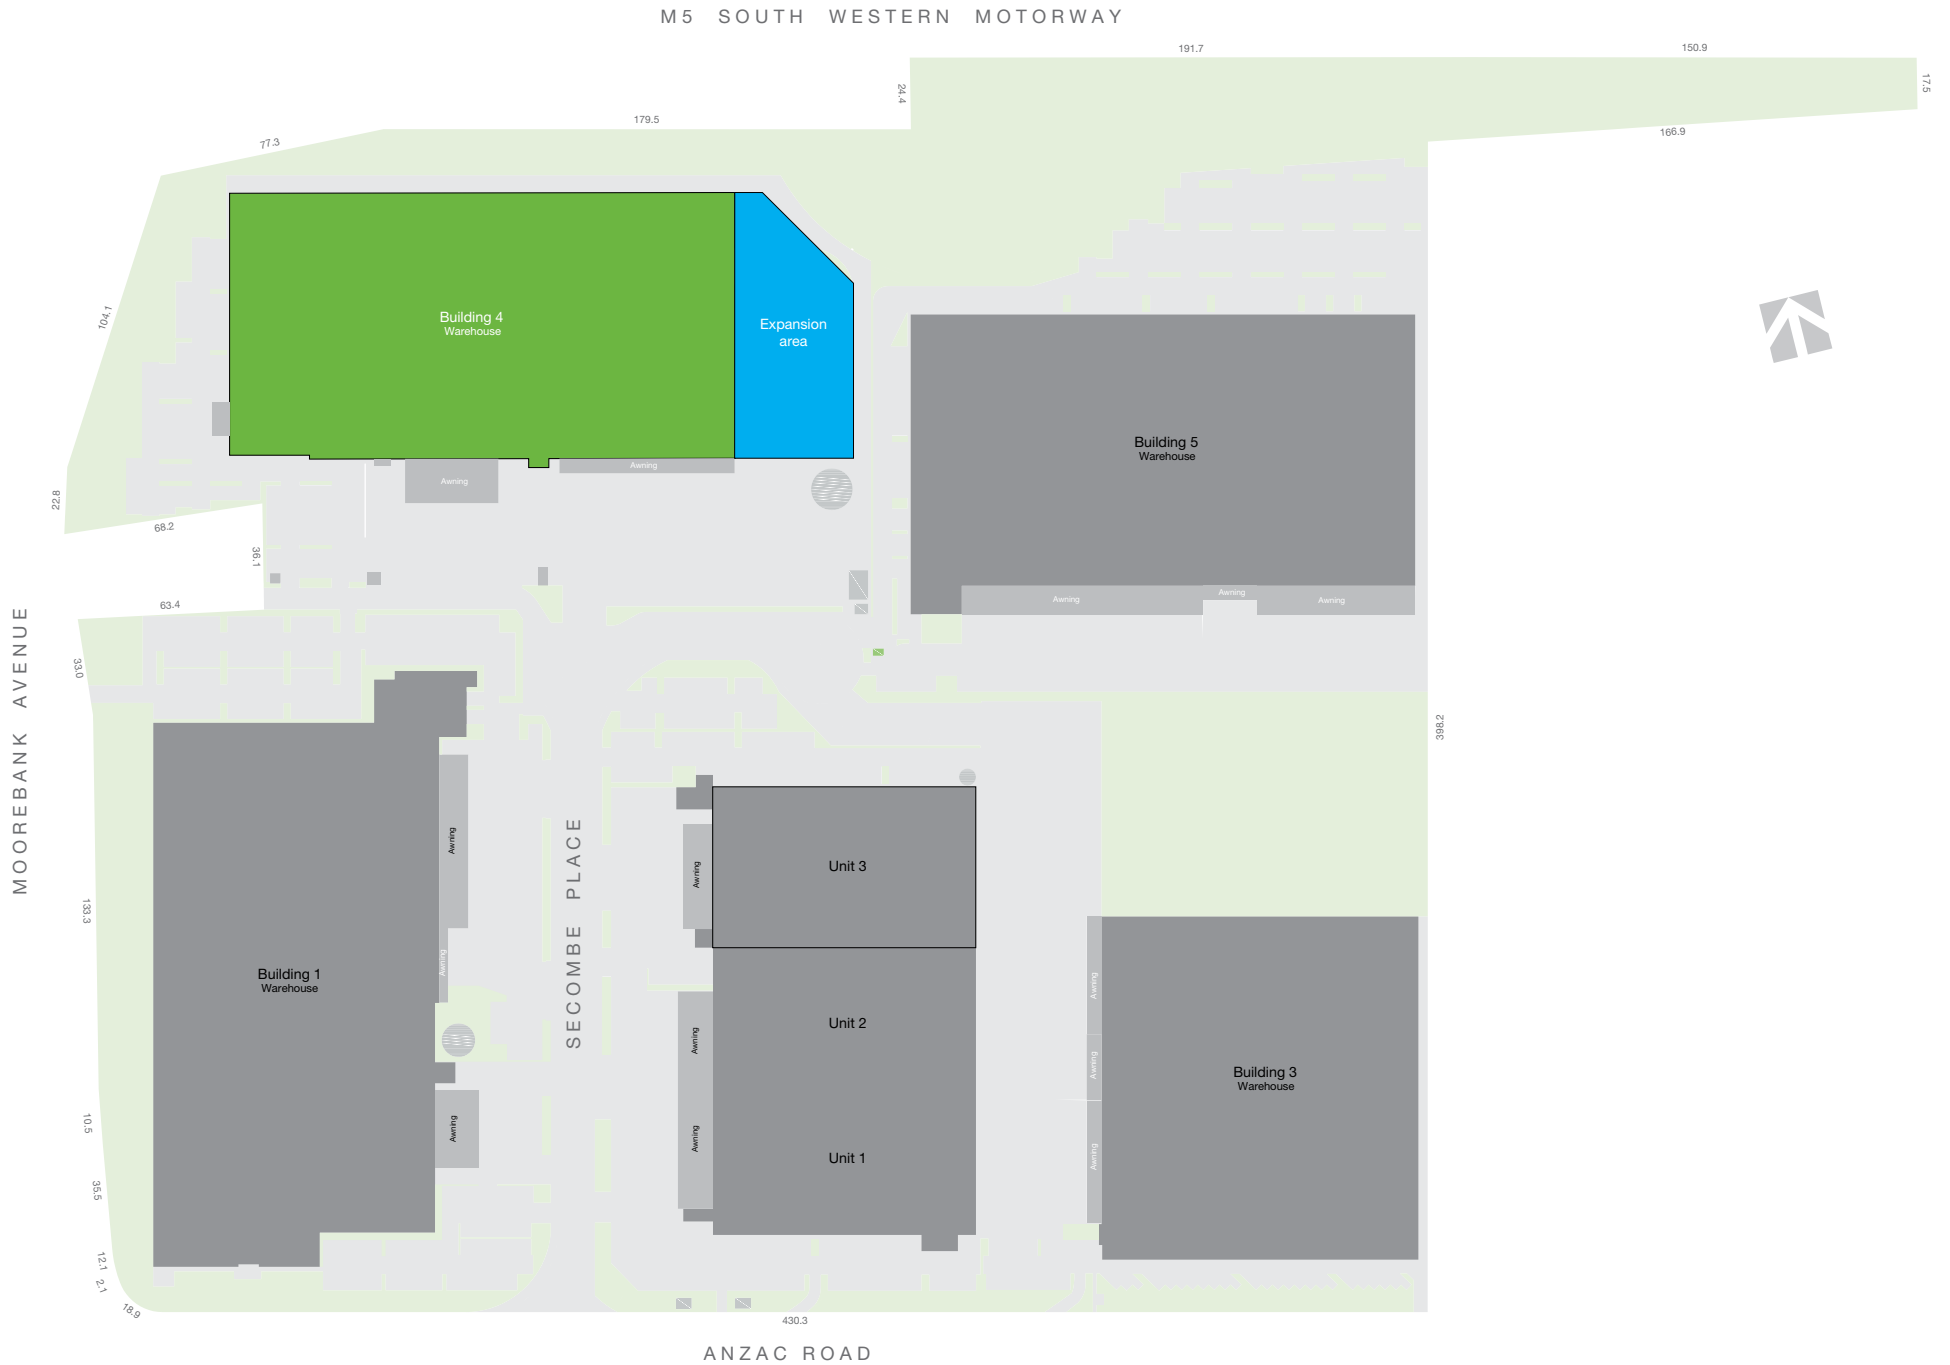 M5 SOUTH WESTERN MOTORWAY
191.7
150.9
24.4
17.5
179.5
166.9
77.3
104.1
Building 4
Warehouse
Expansion
area
Building 5
Warehouse
Awning
Awning
22.8
68.2
36.1
63.4
Awning
Awning
Awning
33.0
MOOREBANK AVENUE
398.2
Awning
SECOMBE PLACE
Awning
Unit 3
133.3
Awning
Building 1
Warehouse
Awning
Unit 2
Awning
Awning
Building 3
Warehouse
10.5
Awning
Awning
Unit 1
Awning
35.5
12.1
2.1
18.9
430.3
ANZAC ROAD